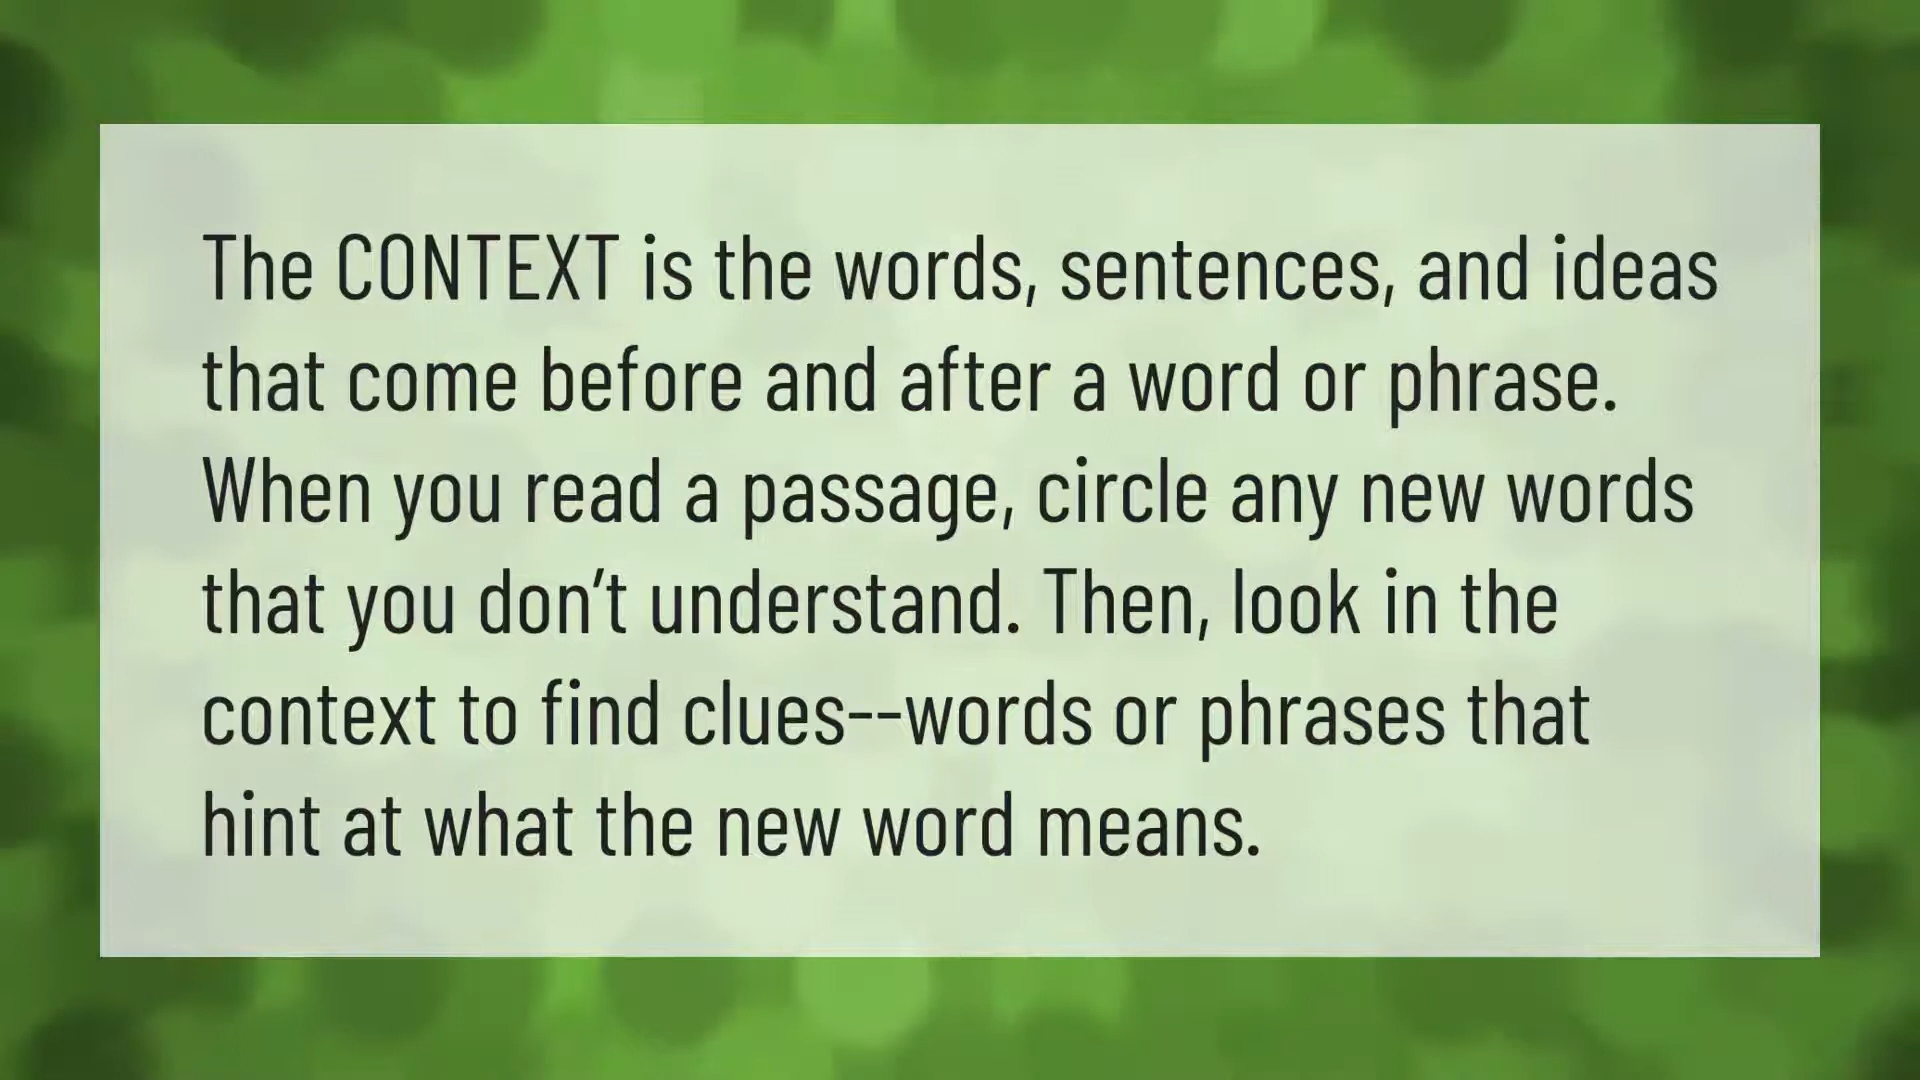 The CONTEXT is the words, sentences, and ideas
that come before and after a word or phrase.
When you read a passage, circle any new words
that you don’t understand. Then, look in the
context to find clues--words or phrases that
hint at what the new word means.